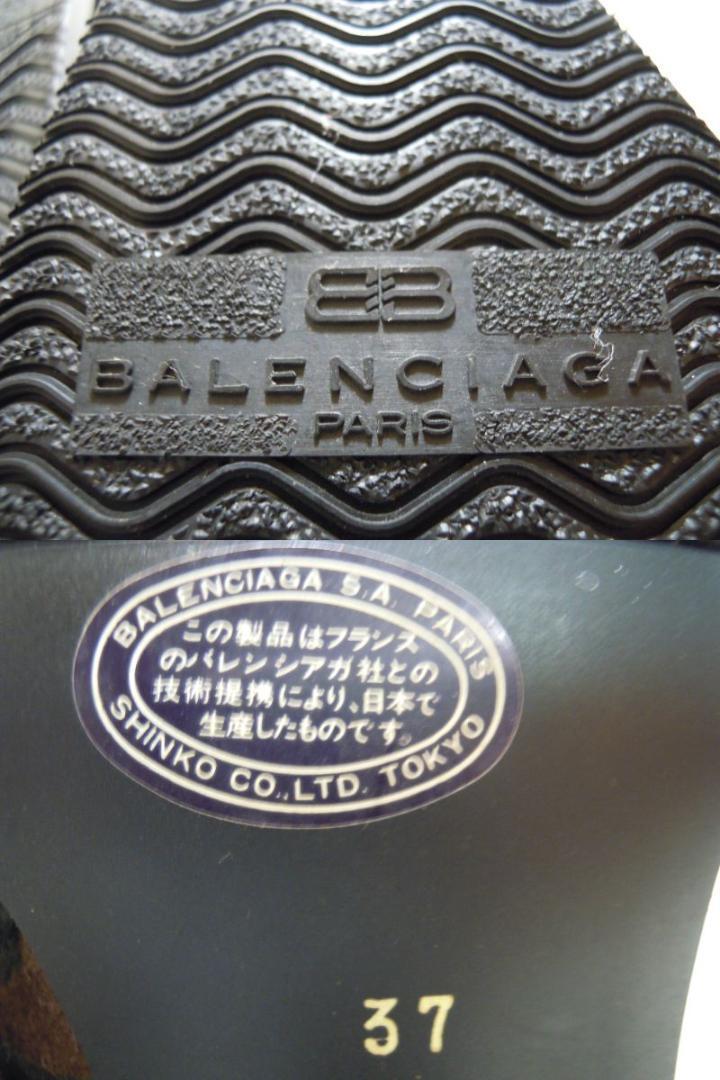 BB
BALENCIAGA
PARIS
BALENCIAGA S.A. PARIS
この製品はフランス
のバレンシアガ社との
技術提携により、日本で
生産したものです。
SHINKO CO.,LTD. TOKYO
37